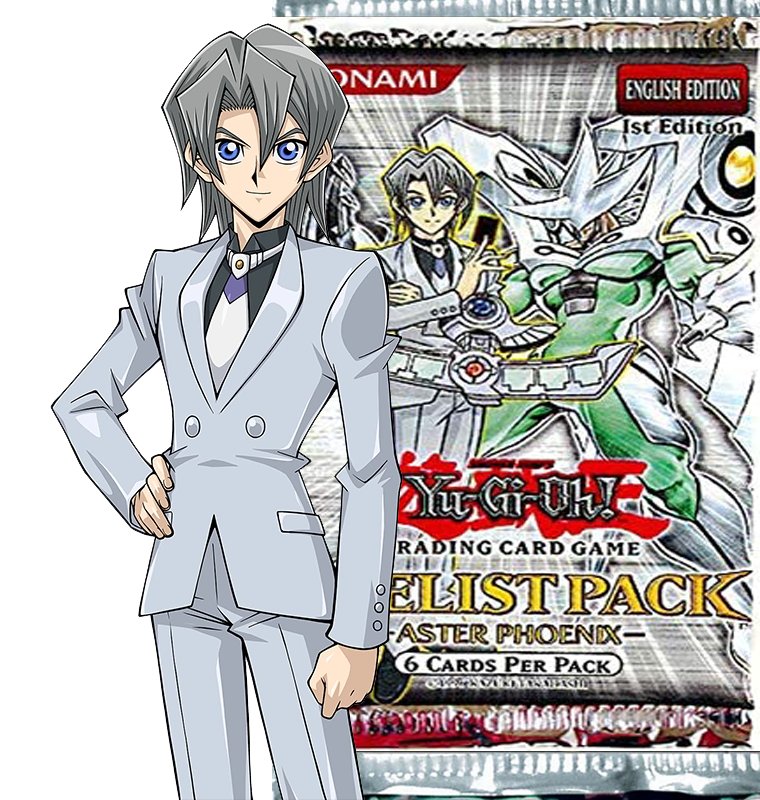 ONAMI
ENGLISH EDITION
1st Edition
Yu-Gi-Oh!
RADING CARD GAME
ELIST PACK
-ASTER PHOENIX-
6 CARDS PER PACK